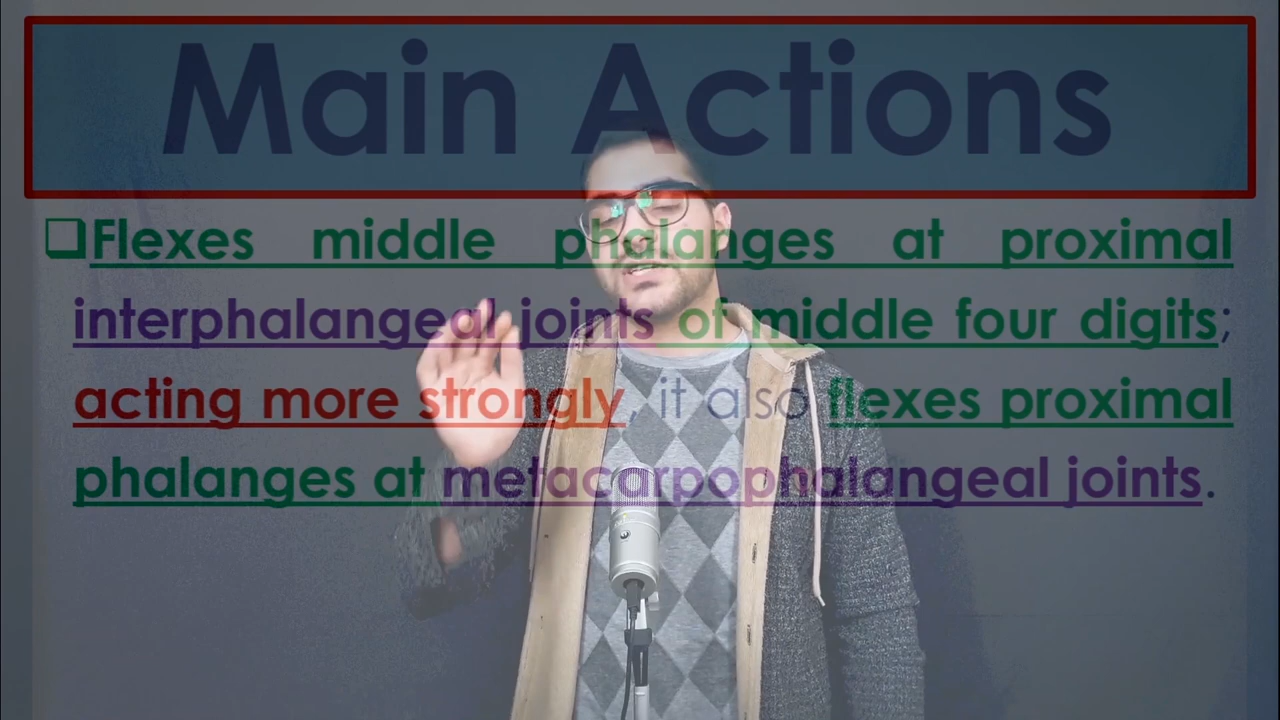 Main Actions
❑Flexes middle phalanges at proximal
interphalangeal joints of middle four digits;
acting more strongly, it also flexes proximal
phalanges at metacarpophalangeal joints.